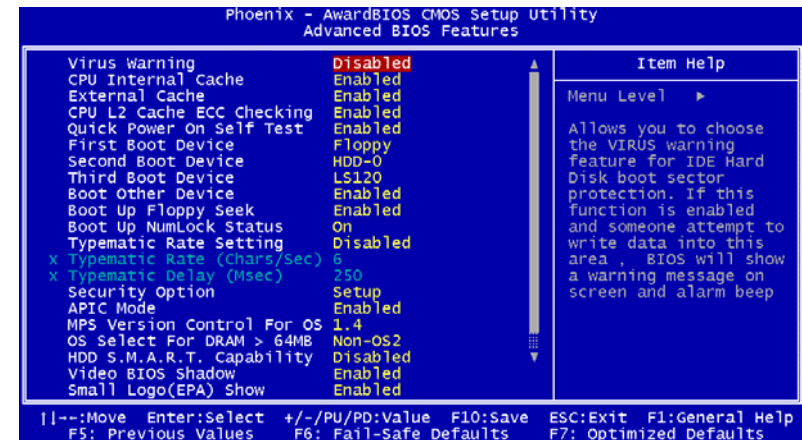 Phoenix - AwardBIOS CMOS Setup Utility
Advanced BIOS Features
Virus Warning Disabled
CPU Internal Cache Enabled
External Cache Enabled
CPU L2 Cache ECC Checking Enabled
Quick Power On Self Test Enabled
First Boot Device Floppy
Second Boot Device HDD-0
Third Boot Device LS120
Boot Other Device Enabled
Boot Up Floppy Seek Enabled
Boot Up NumLock Status On
Typematic Rate Setting Disabled
x Typematic Rate (Chars/Sec) 6
x Typematic Delay (Msec) 250
Security Option Setup
APIC Mode Enabled
MPS Version Control For OS 1.4
OS Select For DRAM > 64MB Non-OS2
HDD S.M.A.R.T. Capability Disabled
Video BIOS Shadow Enabled
Small Logo(EPA) Show Enabled
Item Help
Menu Level ►
Allows you to choose
the VIRUS warning
feature for IDE Hard
Disk boot sector
protection. If this
function is enabled
and someone attempt to
write data into this
area , BIOS will show
a warning message on
screen and alarm beep
↑↓→←:Move Enter:Select +/-/PU/PD:Value F10:Save ESC:Exit F1:General Help
F5: Previous Values F6: Fail-Safe Defaults F7: Optimized Defaults